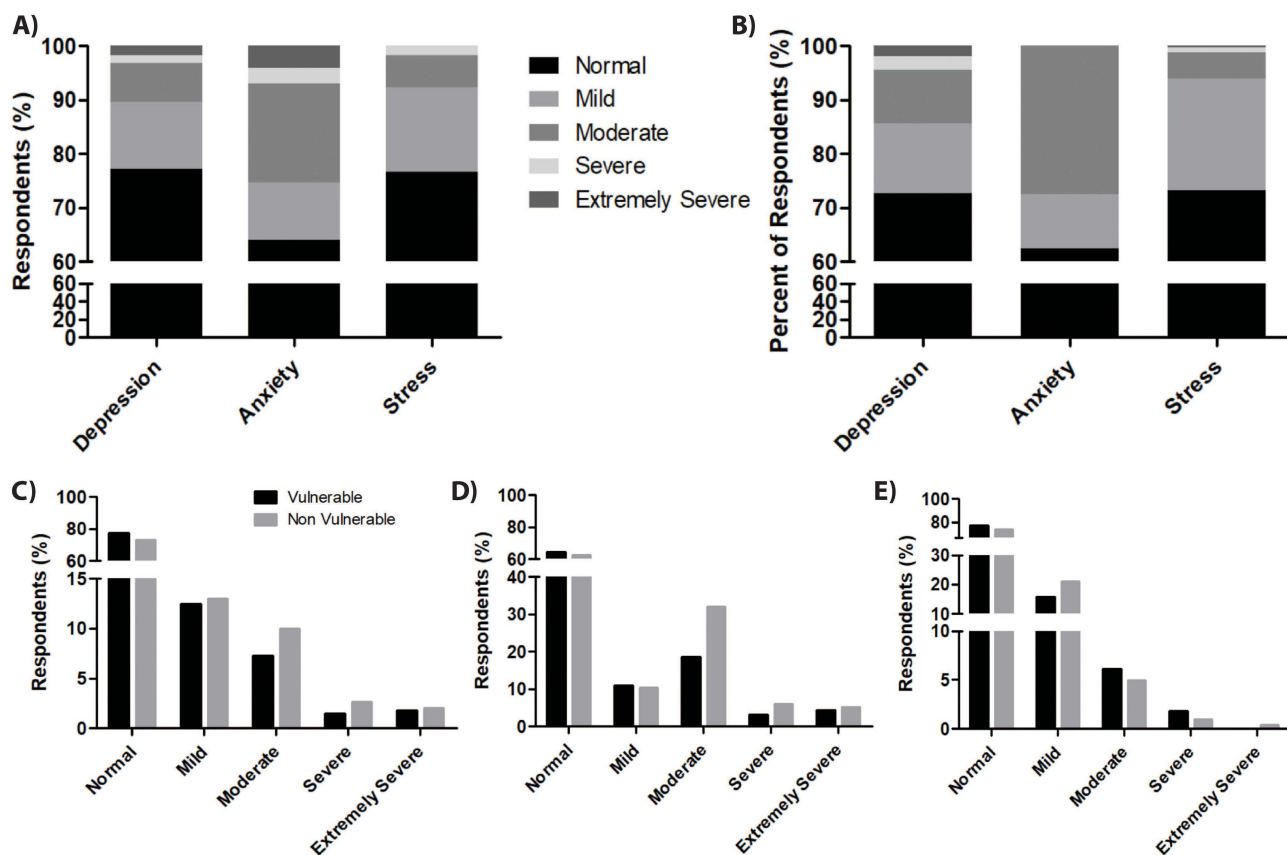 A)
Respondents (%)
100
90
80
70
60
60
40
20
0
Depression
Anxiety
Stress
Normal
Mild
Moderate
Severe
Extremely Severe
B)
Percent of Respondents (%)
100
90
80
70
60
60
40
20
0
Depression
Anxiety
Stress
C)
Respondents (%)
100
80
60
15
10
5
0
Normal
Mild
Moderate
Severe
Extremely Severe
Vulnerable
Non Vulnerable
D)
Respondents (%)
100
80
60
40
30
20
10
0
Normal
Mild
Moderate
Severe
Extremely Severe
E)
Respondents (%)
100
80
30
20
10
10
5
0
Normal
Mild
Moderate
Severe
Extremely Severe